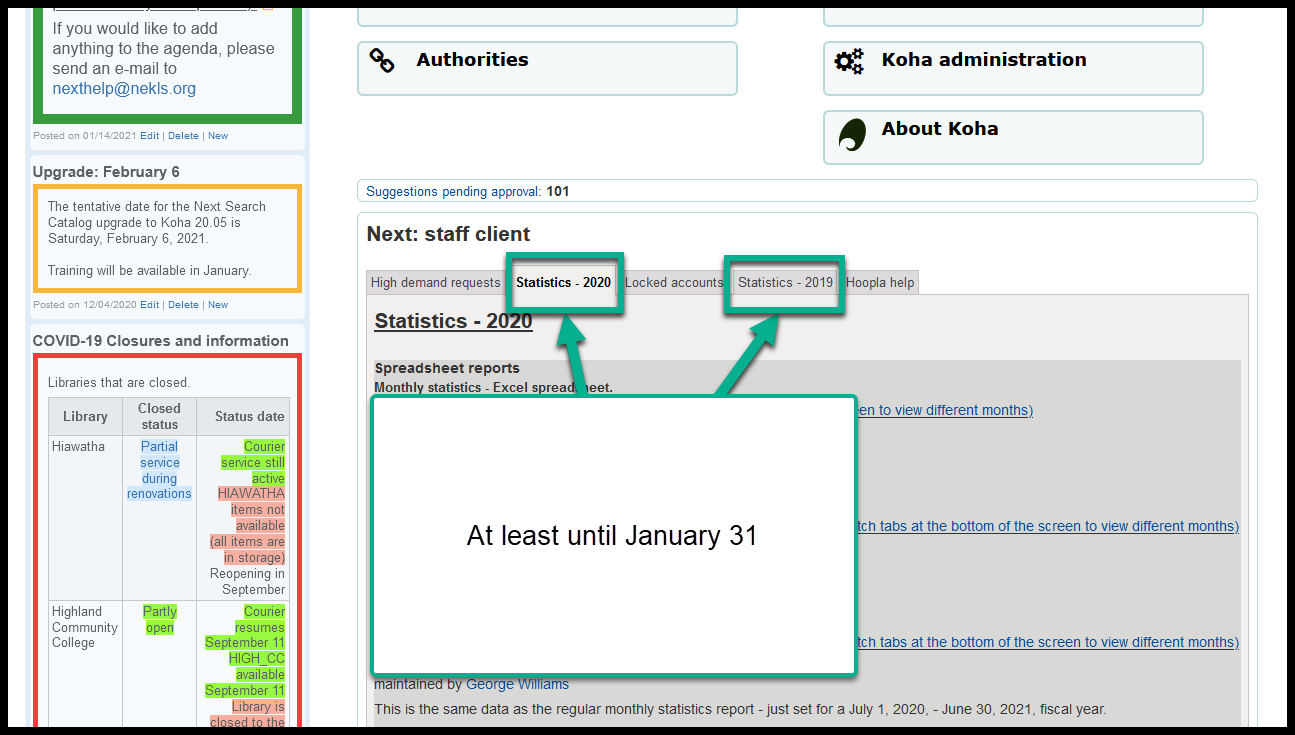 If you would like to add
anything to the agenda, please
send an e-mail to
nexthelp@nekls.org
Posted on 01/14/2021 Edit | Delete | New
Upgrade: February 6
The tentative date for the Next Search
Catalog upgrade to Koha 20.05 is
Saturday, February 6, 2021.
Training will be available in January.
Posted on 12/04/2020 Edit | Delete | New
COVID-19 Closures and information
Libraries that are closed.
Library
Closed
status
Status date
Hiawatha
Partial
service
during
renovations
Courier
service still
active
HIAWATHA
items not
available
(all items are
in storage)
Reopening in
September
Highland
Community
College
Partly
open
Courier
resumes
September 11
HIGH_CC
available
September 11
Library is
closed to the
Authorities
Koha administration
About Koha
Suggestions pending approval: 101
Next: staff client
High demand requests
Statistics - 2020
Locked accounts
Statistics - 2019
Hoopla help
Statistics - 2020
Spreadsheet reports
Monthly statistics - Excel spreadsheet.
en to view different months)
tch tabs at the bottom of the screen to view different months)
At least until January 31
tch tabs at the bottom of the screen to view different months)
maintained by George Williams
This is the same data as the regular monthly statistics report - just set for a July 1, 2020, - June 30, 2021, fiscal year.